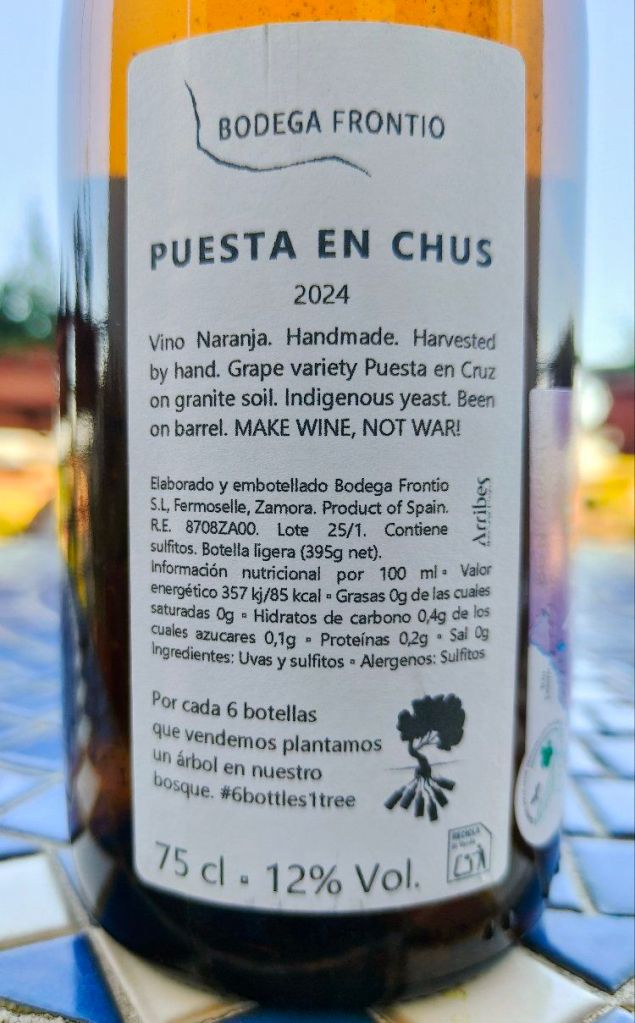 BODEGA FRONTIO
PUESTA EN CHUS
2024
Vino Naranja. Handmade. Harvested
by hand. Grape variety Puesta en Cruz
on granite soil. Indigenous yeast. Been
on barrel. MAKE WINE, NOT WAR!
Elaborado y embotellado Bodega Frontio
S.L, Fermoselle, Zamora. Product of Spain.
R.E. 8708ZA00. Lote 25/1. Contiene
sulfitos. Botella ligera (395g net).
Arribes
Información nutricional por 100 ml ▫ Valor
energético 357 kj/85 kcal ▫ Grasas 0g de las cuales
saturadas 0g ▫ Hidratos de carbono 0,4g de los
cuales azucares 0,1g ▫ Proteínas 0,2g ▫ Sal 0g
Ingredientes: Uvas y sulfitos ▫ Alergenos: Sulfitos
Por cada 6 botellas
que vendemos plantamos
un árbol en nuestro
bosque. #6bottles1tree
RECICLA
75 cl ▫ 12% Vol.